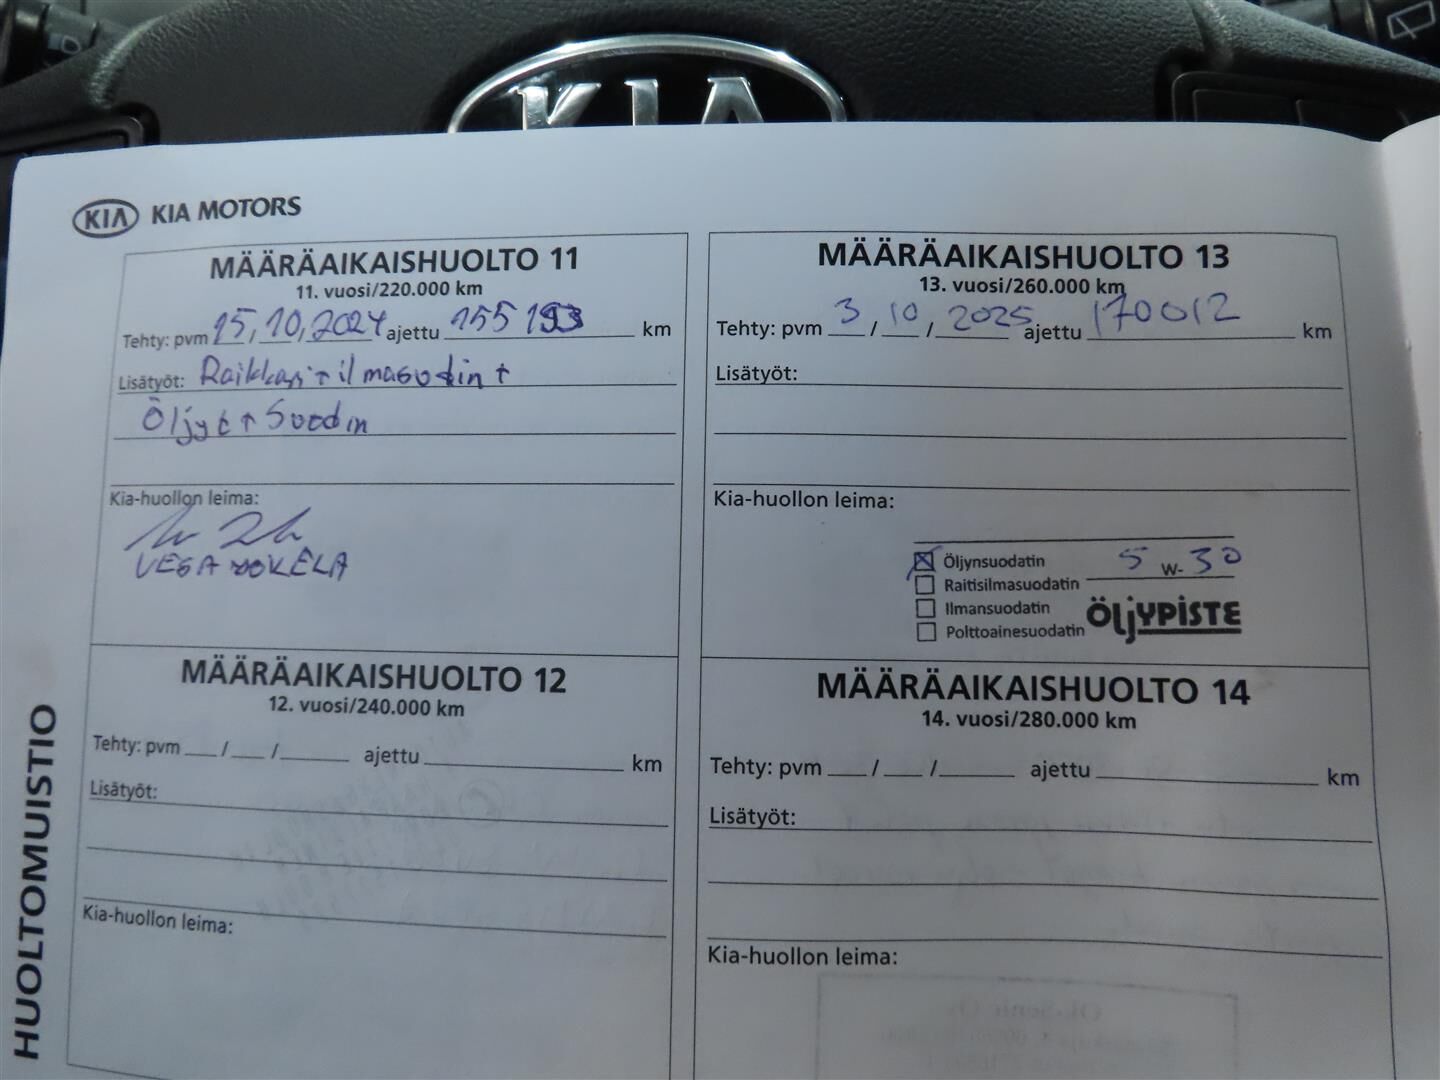 KIA
KIA KIA MOTORS
MÄÄRÄAIKAISHUOLTO 11
11. vuosi/220.000 km
Tehty: pvm 15, 10, 2024 ajettu 155 193 km
Lisätyöt: Raikkasi + ilmasuodin +
Öljyt + Suodin
Kia-huollon leima:
VESA
MÄÄRÄAIKAISHUOLTO 12
12. vuosi/240.000 km
Tehty: pvm / / ajettu km
Lisätyöt:
Kia-huollon leima:
MÄÄRÄAIKAISHUOLTO 13
13. vuosi/260.000 km
Tehty: pvm 3 / 10 / 2025 ajettu 170012 km
Lisätyöt:
Kia-huollon leima:
Öljynsuodatin 5 W- 30
Raitisilmasuodatin
Ilmansuodatin
Polttoainesuodatin
ÖLJYPISTE
MÄÄRÄAIKAISHUOLTO 14
14. vuosi/280.000 km
Tehty: pvm / / ajettu km
Lisätyöt:
Kia-huollon leima:
HUOLTOMUISTIO